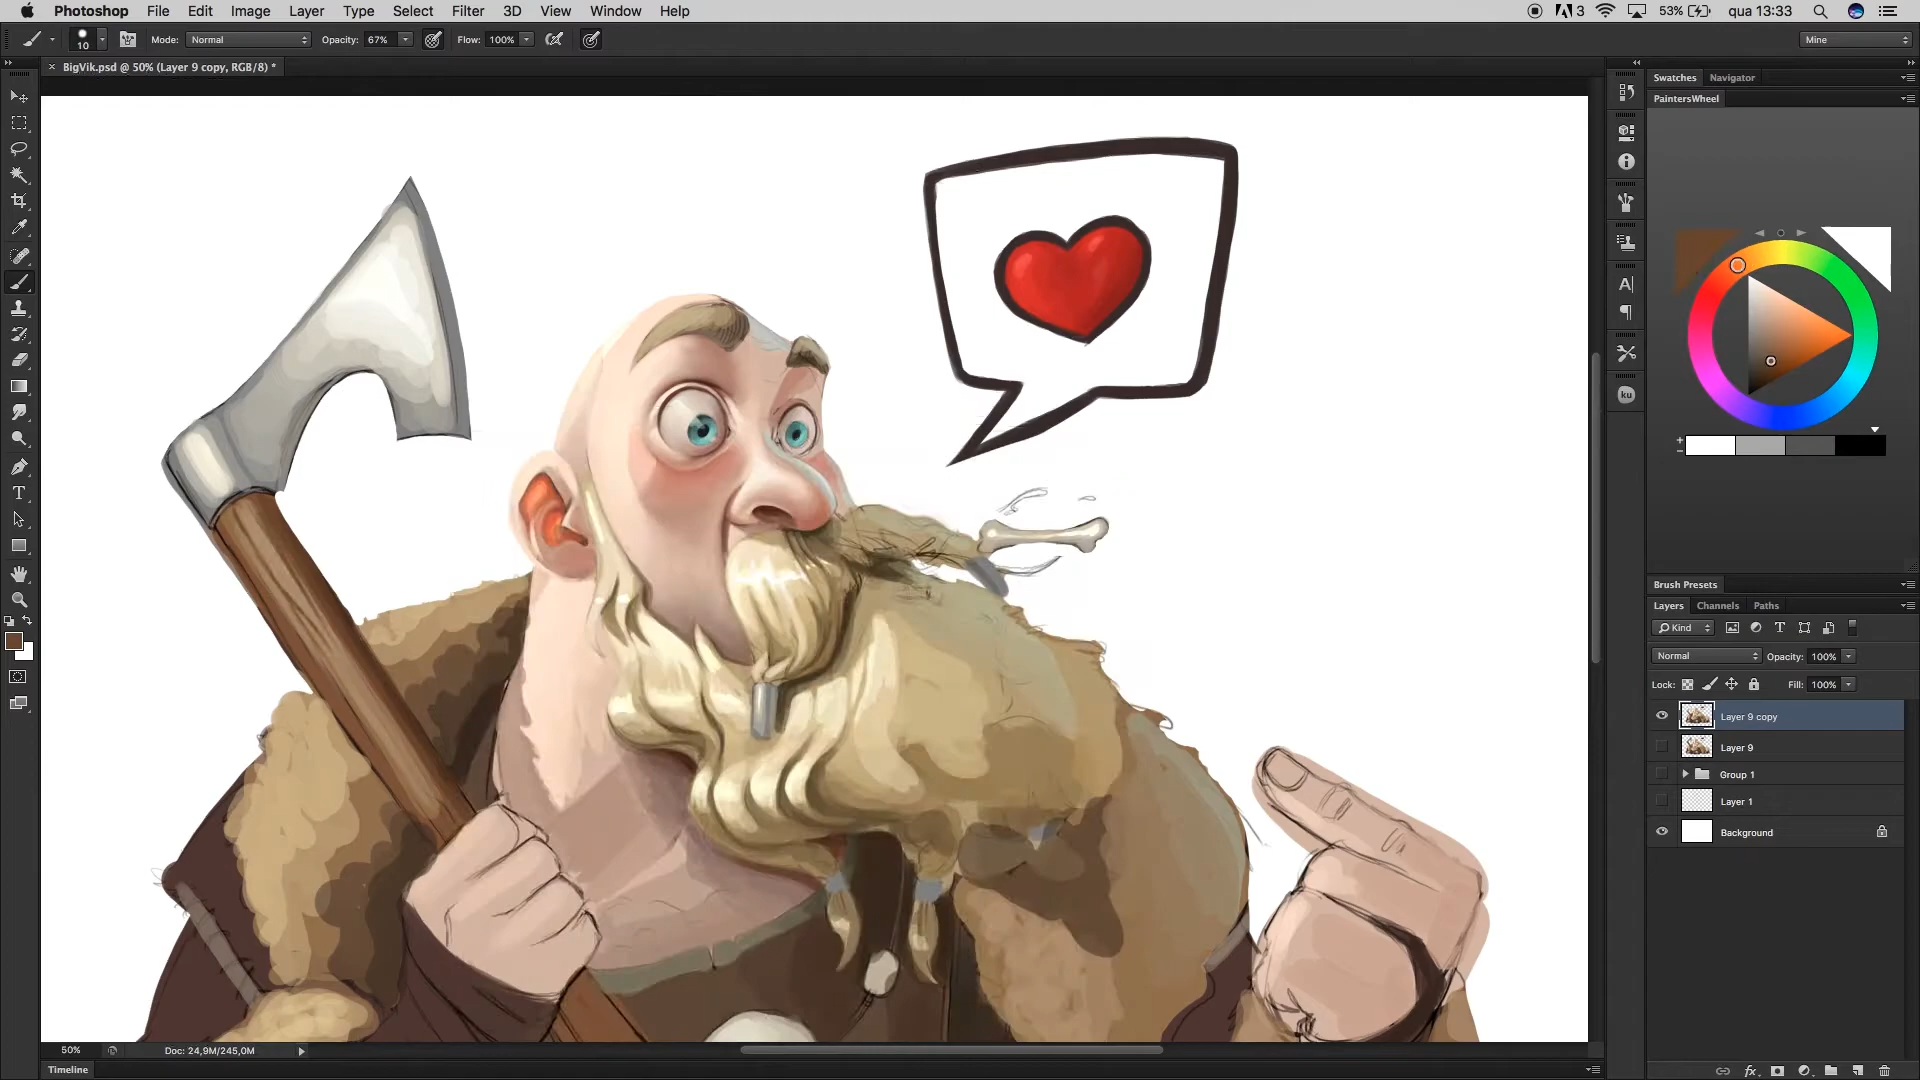 Photoshop File Edit Image Layer Type Select Filter 3D View Window Help 3 53% qua 13:33
10 Mode: Normal Opacity: 67% Flow: 100% Mine
BigVik.psd @ 50% (Layer 9 copy, RGB/8) *
Swatches Navigator
PaintersWheel
ku
Brush Presets
Layers Channels Paths
Kind
Normal Opacity: 100%
Lock: Fill: 100%
Layer 9 copy
Layer 9
Group 1
Layer 1
Background
50% Doc: 24,9M/245,0M
Timeline